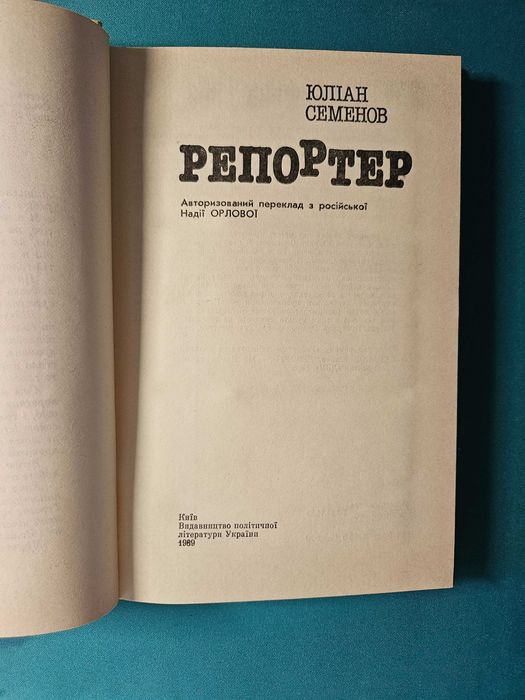 ЮЛІАН
СЕМЕНОВ
РЕПОРТЕР
Авторизований переклад з російської
Надії ОРЛОВОЇ
Київ
Видавництво політичної
літератури України
1989